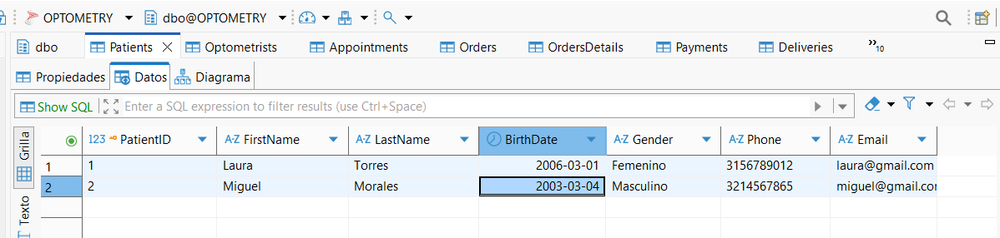 OPTOMETRY dbo@OPTOMETRY
dbo Patients Optometrists Appointments Orders OrdersDetails Payments Deliveries »10
Propiedades Datos Diagrama
Show SQL Enter a SQL expression to filter results (use Ctrl+Space)
Grilla
Texto
123 PatientID A-Z FirstName A-Z LastName BirthDate A-Z Gender A-Z Phone A-Z Email
1 1 Laura Torres 2006-03-01 Femenino 3156789012 laura@gmail.com
2 2 Miguel Morales 2003-03-04 Masculino 3214567865 miguel@gmail.co